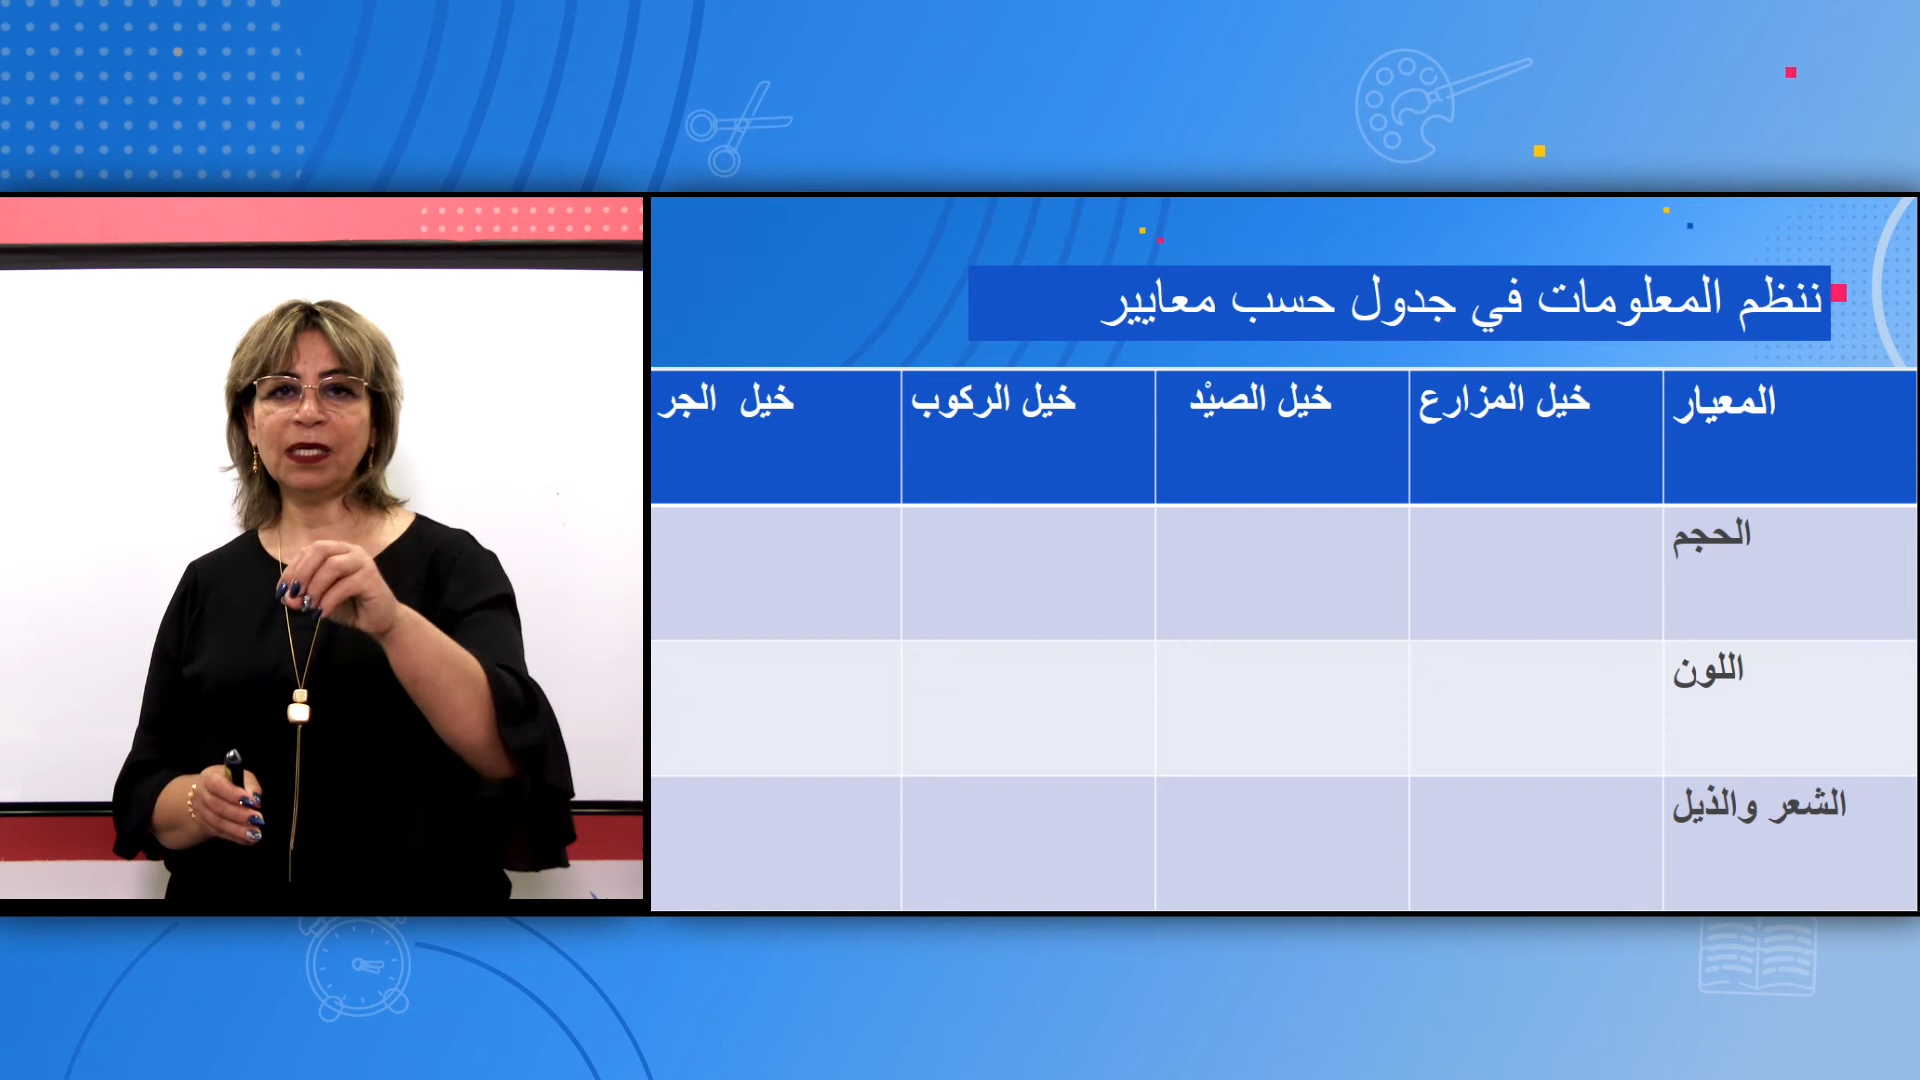 ننظم المعلومات في جدول حسب معايير
المعيار
خيل المزارع
خيل الصيْد
خيل الركوب
خيل الجر
الحجم
اللون
الشعر والذيل